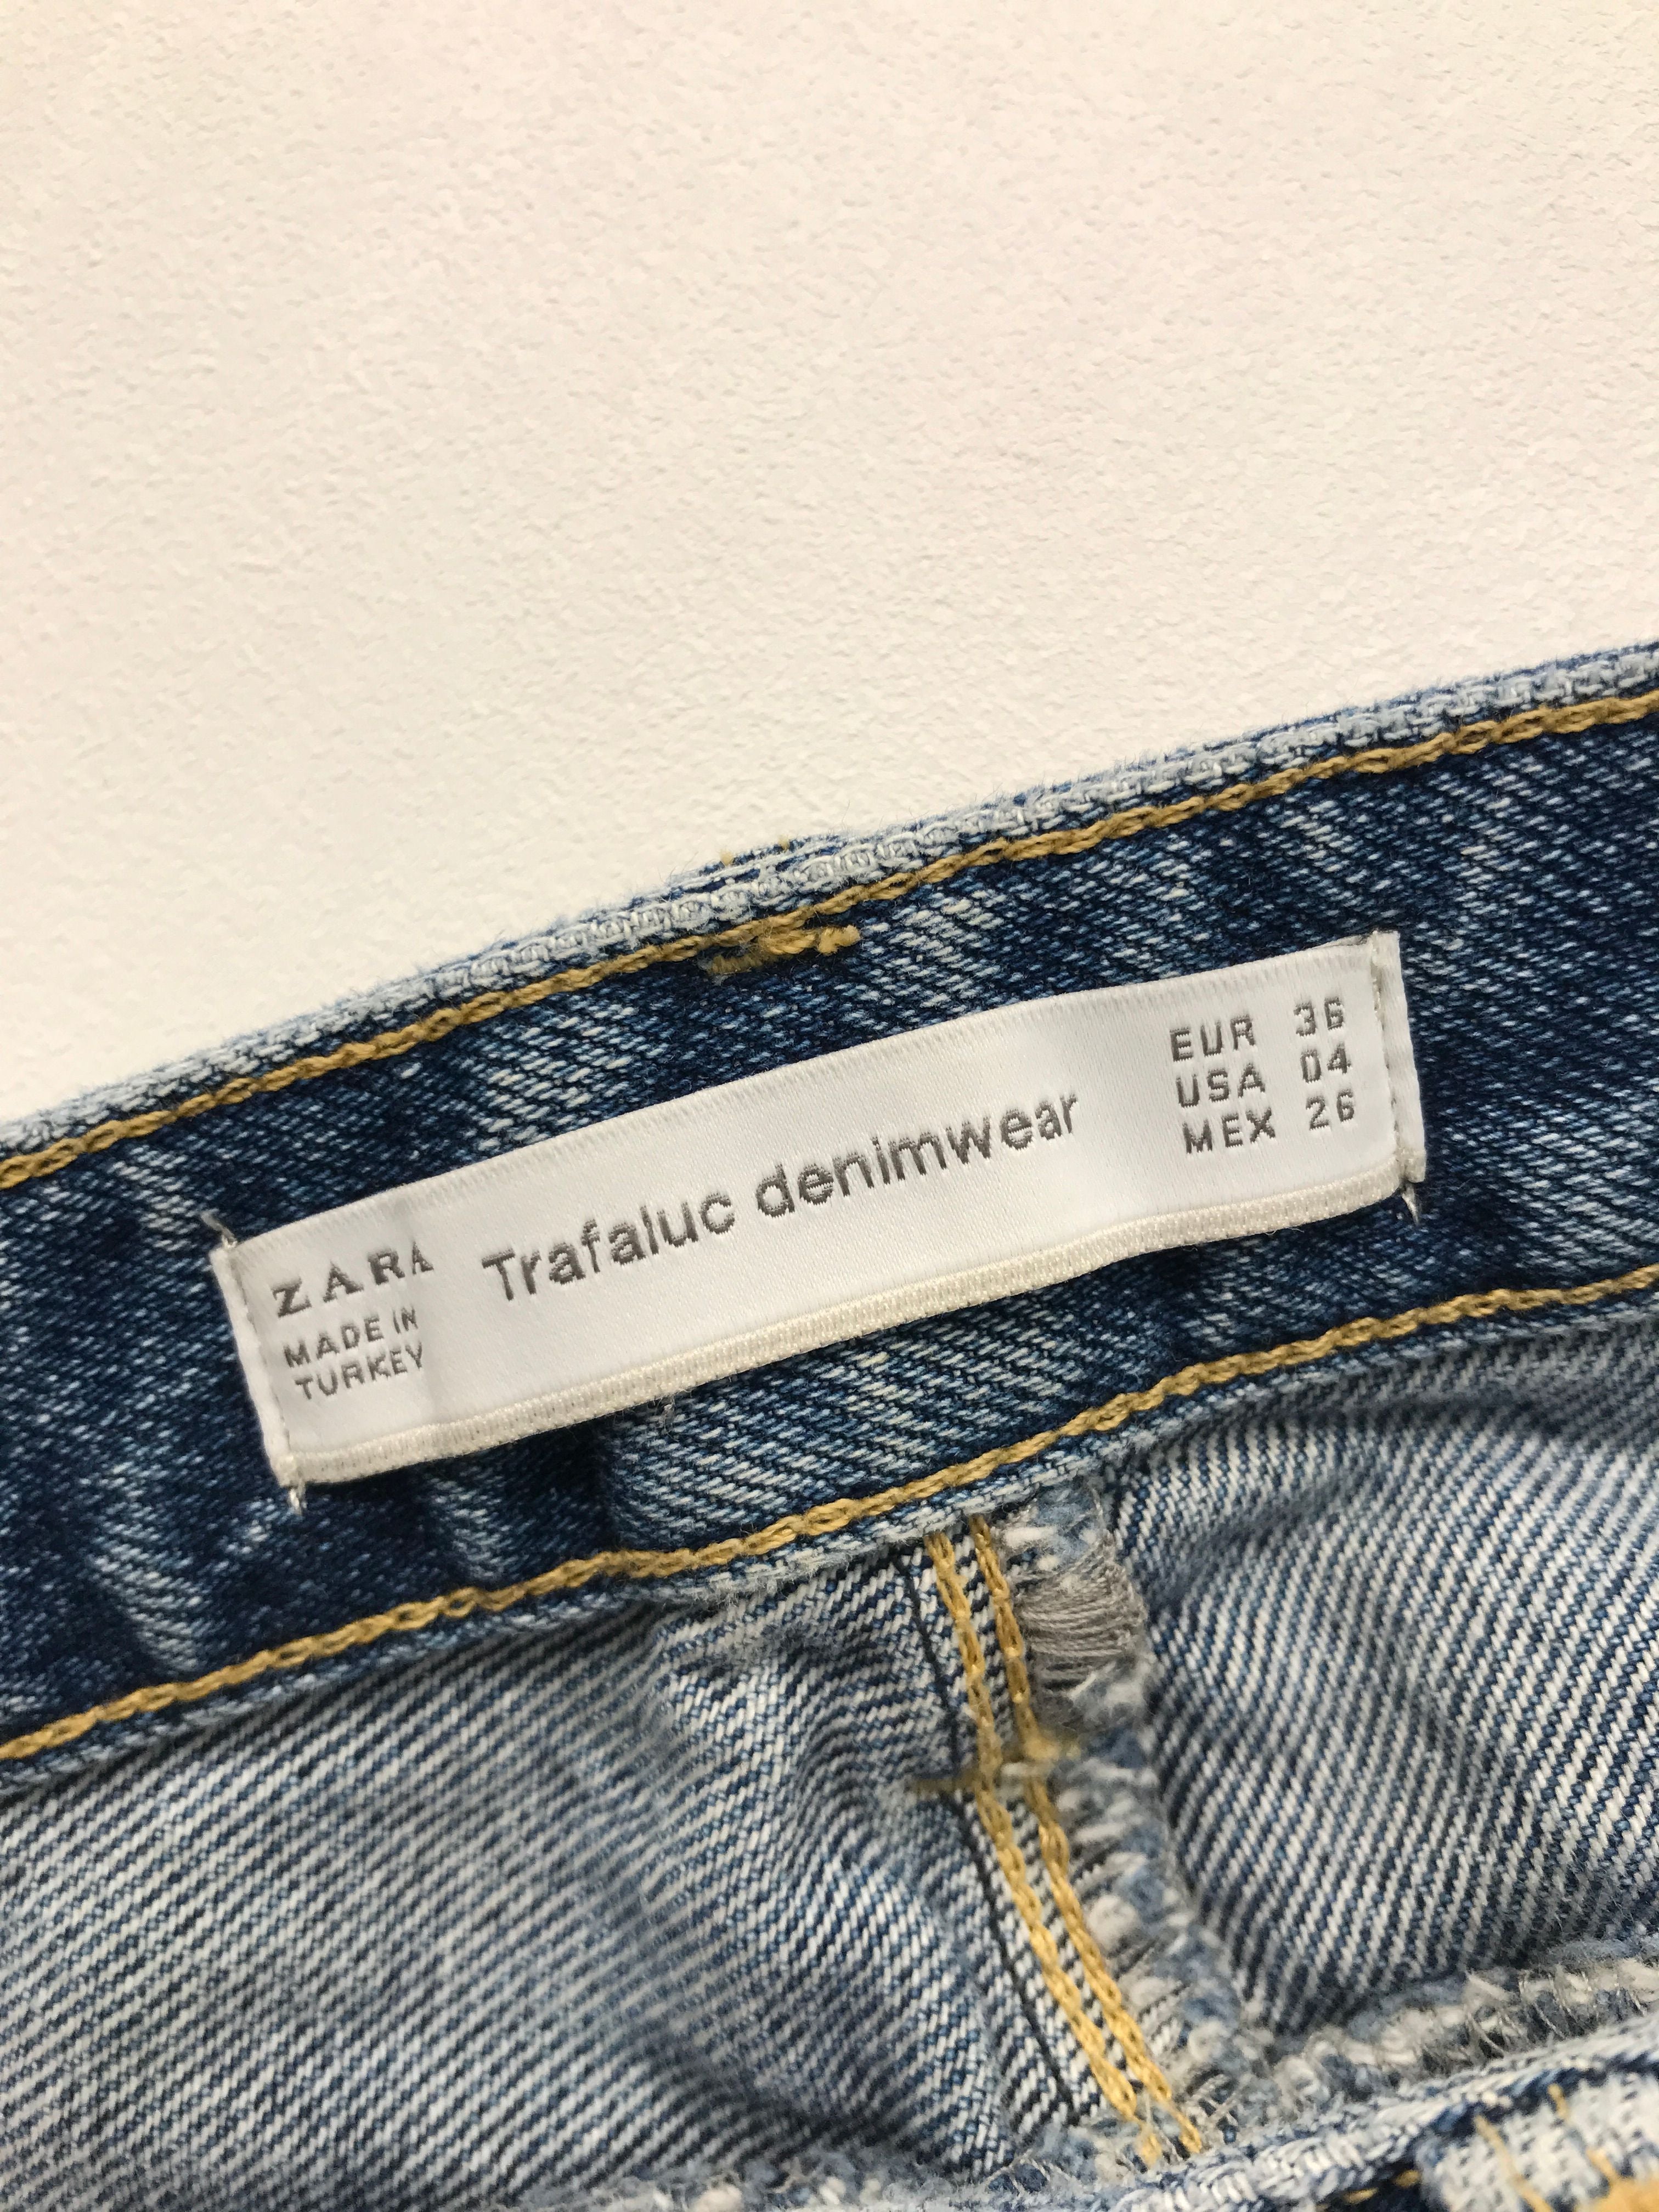 ZARA
MADE IN
TURKEY
Trafaluc denimwear
EUR 36
USA 04
MEX 26